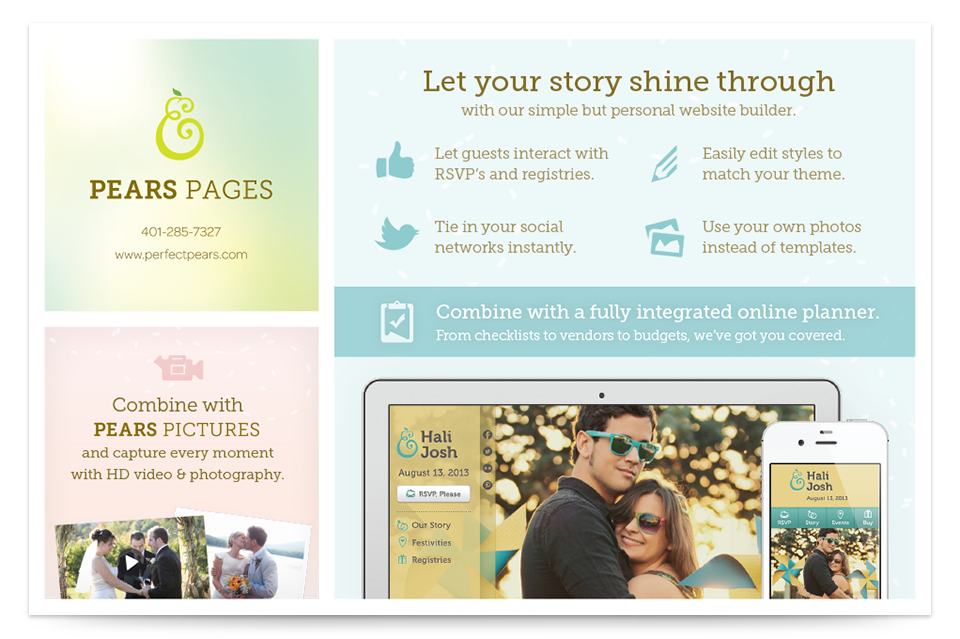 &
PEARS PAGES
401-285-7327
www.perfectpears.com
Combine with
PEARS PICTURES
and capture every moment
with HD video & photography.
Let your story shine through
with our simple but personal website builder.
Let guests interact with
RSVP's and registries.
Easily edit styles to
match your theme.
Tie in your social
networks instantly.
Use your own photos
instead of templates.
Combine with a fully integrated online planner.
From checklists to vendors to budgets, we've got you covered.
& Hali
Josh
August 13, 2013
RSVP, Please
Our Story
Festivities
Registries
& Hali
Josh
August 13, 2013
RSVP Story Events Buy